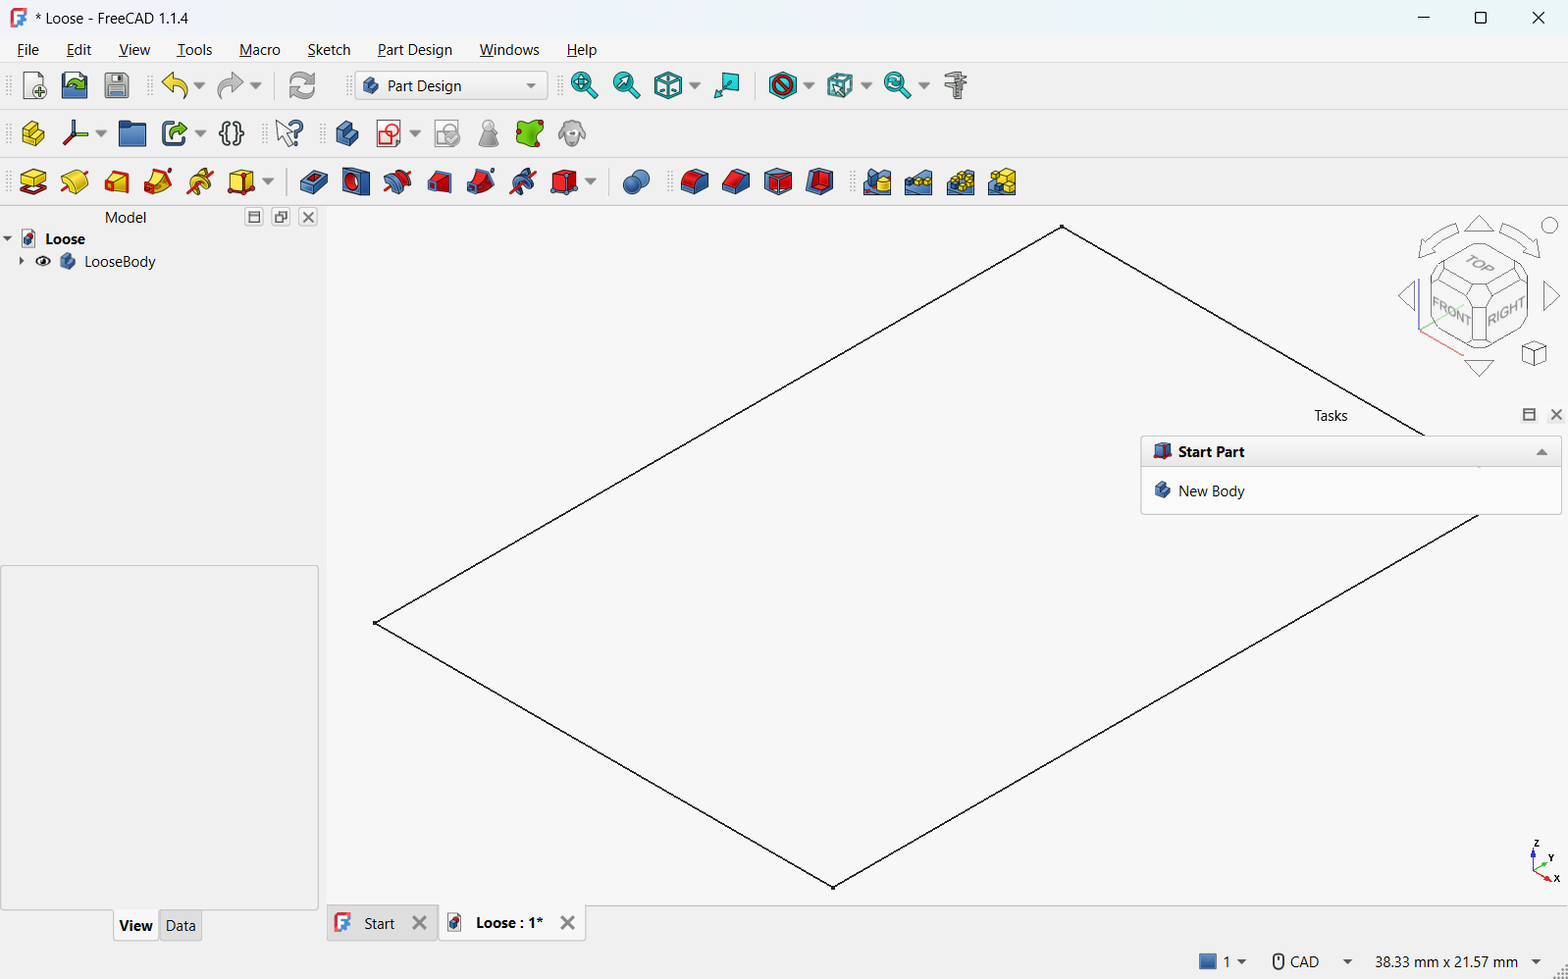 * Loose - FreeCAD 1.1.4
File Edit View Tools Macro Sketch Part Design Windows Help
Part Design
Model
Loose
LooseBody
TOP
FRONT
RIGHT
Tasks
Start Part
New Body
Z
Y
X
View Data
Start
Loose : 1*
1
CAD
38.33 mm x 21.57 mm